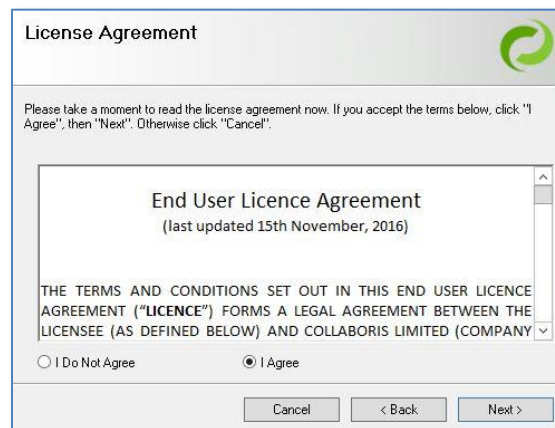 License Agreement
Please take a moment to read the license agreement now. If you accept the terms below, click "I
Agree", then "Next". Otherwise click "Cancel".
End User Licence Agreement
(last updated 15th November, 2016)
THE TERMS AND CONDITIONS SET OUT IN THIS END USER LICENCE
AGREEMENT (“LICENCE”) FORMS A LEGAL AGREEMENT BETWEEN THE
LICENSEE (AS DEFINED BELOW) AND COLLABORIS LIMITED (COMPANY
I Do Not Agree I Agree
Cancel < Back Next >